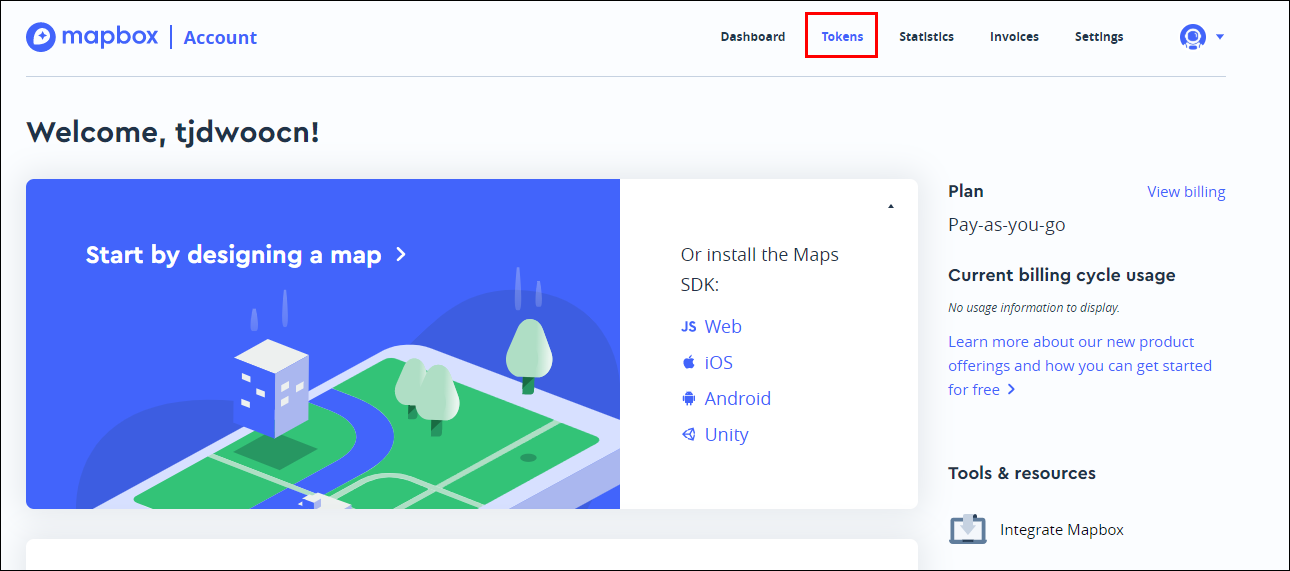 mapbox | Account
Dashboard
Tokens
Statistics
Invoices
Settings
Welcome, tjdwoocn!
Start by designing a map
Or install the Maps
SDK:
JS Web
iOS
Android
Unity
Plan
View billing
Pay-as-you-go
Current billing cycle usage
No usage information to display.
Learn more about our new product
offerings and how you can get started
for free
Tools & resources
Integrate Mapbox